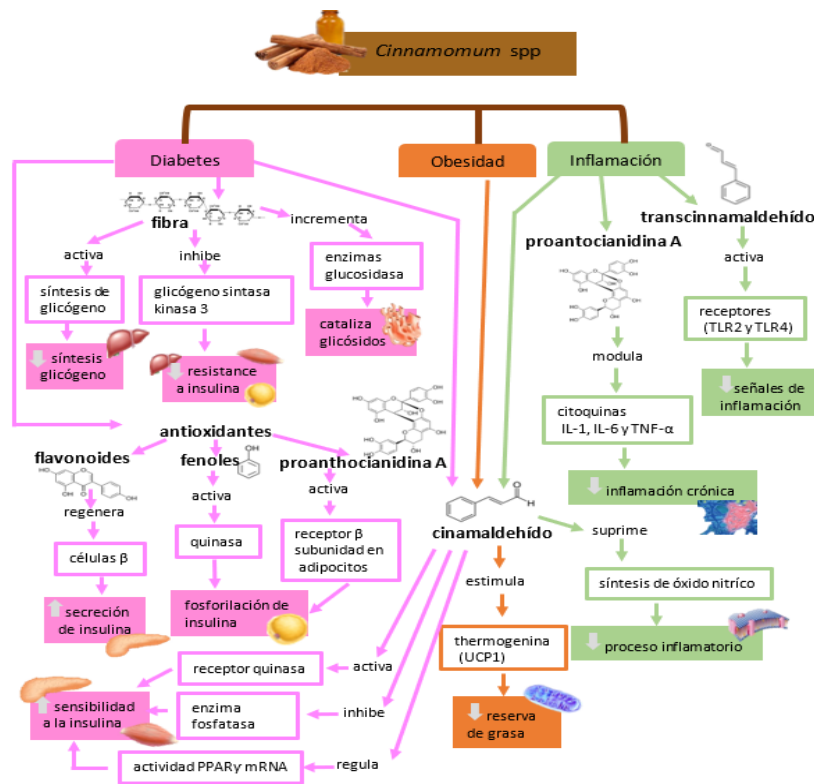 Cinnamomum spp
Diabetes
Obesidad
Inflamación
fibra
incrementa
activa
inhibe
enzimas
glucosidasa
síntesis de
glicógeno
glicógeno sintasa
kinasa 3
cataliza
glicósidos
síntesis
glicógeno
resistance
a insulina
antioxidantes
flavonoides
fenoles
proanthocianidina A
regenera
activa
activa
células β
quinasa
receptor β
subunidad en
adipocitos
secreción
de insulina
fosforilación de
insulina
receptor quinasa
activa
sensibilidad
a la insulina
enzima
fosfatasa
inhibe
actividad PPARγ mRNA
regula
cinamaldehído
estimula
thermogenina
(UCP1)
reserva
de grasa
proantocianidina A
modula
citoquinas
IL-1, IL-6 y TNF-α
inflamación crónica
suprime
síntesis de óxido nitríco
proceso inflamatorio
transcinnamaldehído
activa
receptores
(TLR2 y TLR4)
señales de
inflamación